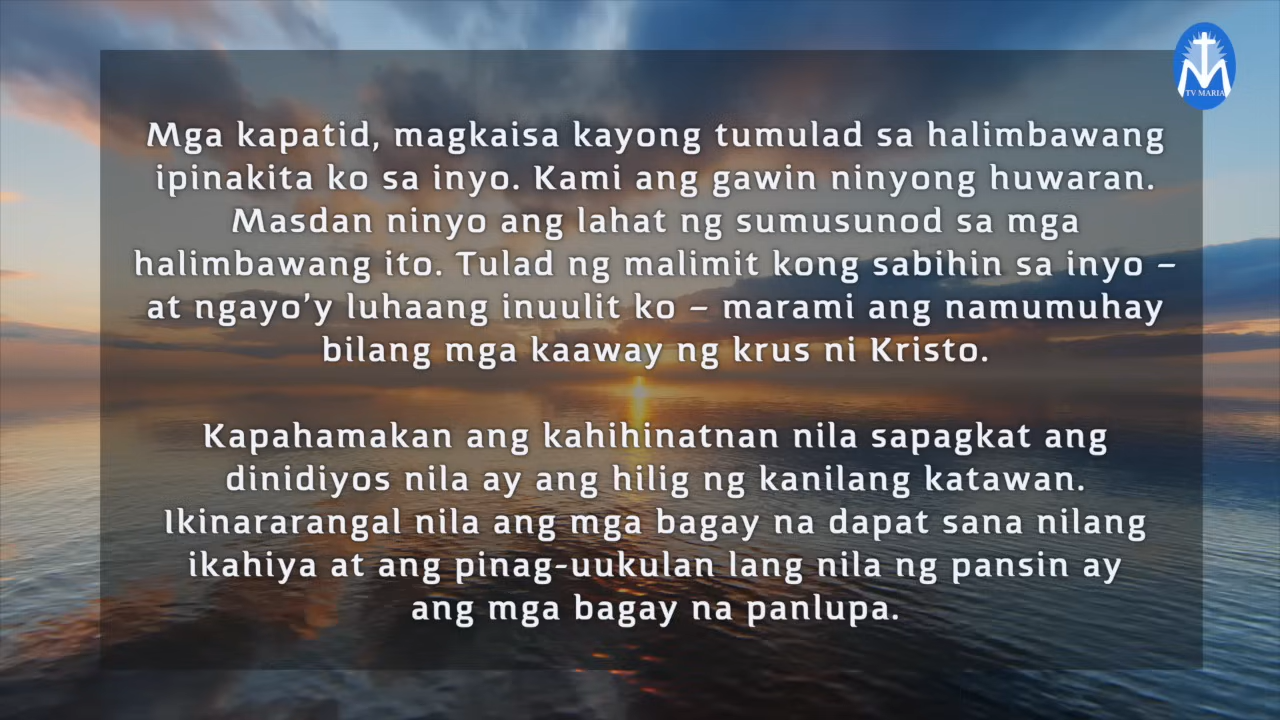 TV MARIA
Mga kapatid, magkaisa kayong tumulad sa halimbawang
ipinakita ko sa inyo. Kami ang gawin ninyong huwaran.
Masdan ninyo ang lahat ng sumusunod sa mga
halimbawang ito. Tulad ng malimit kong sabihin sa inyo –
at ngayo’y luhaang inuulit ko – marami ang namumuhay
bilang mga kaaway ng krus ni Kristo.
Kapahamakan ang kahihinatnan nila sapagkat ang
dinidiyos nila ay ang hilig ng kanilang katawan.
Ikinararangal nila ang mga bagay na dapat sana nilang
ikahiya at ang pinag-uukulan lang nila ng pansin ay
ang mga bagay na panlupa.